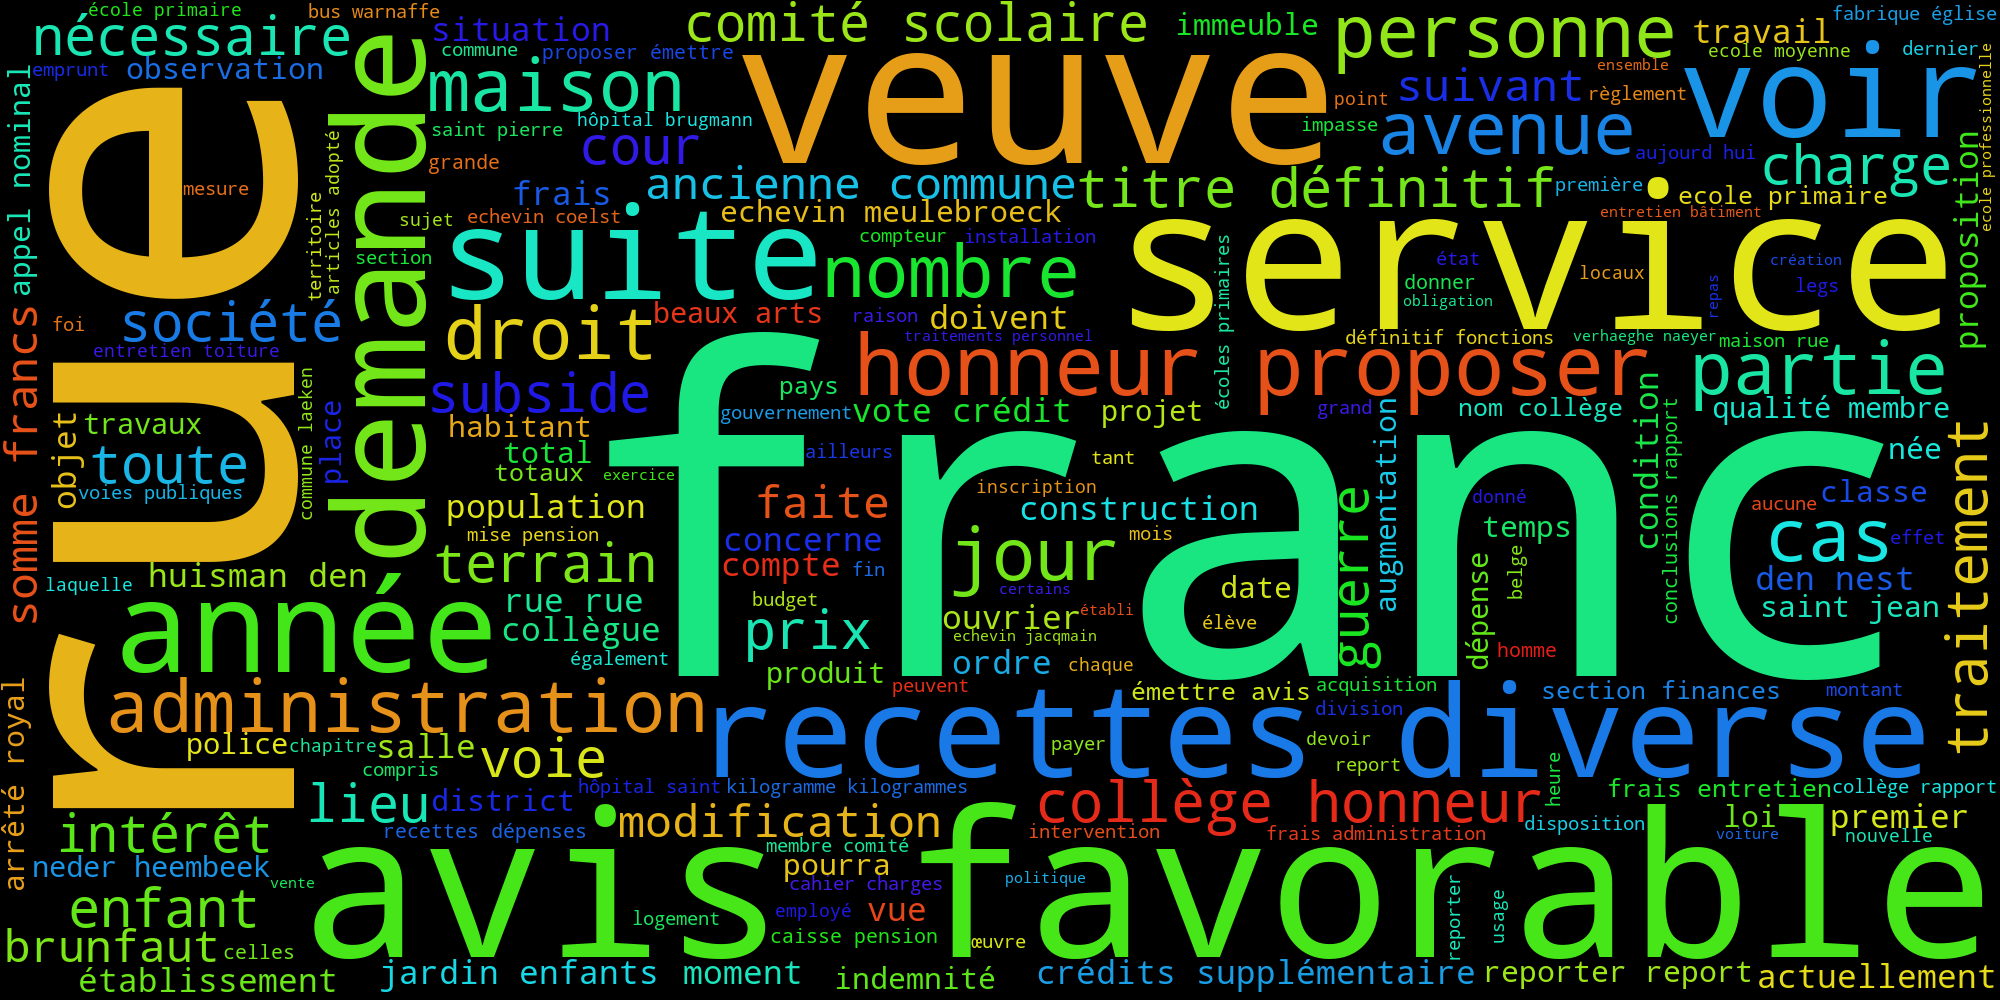 école primaire
bus warnaffe
situation
comité scolaire
immeuble
personne
travail
fabrique église
nécessaire
commune
proposer émettre
ecole moyenne
dernier
emprunt
observation
maison
veuve
ensemble
voir
appel nominal
demande
saint pierre
hôpital brugmann
point
suivant
règlement
impasse
avenue
ecole professionnelle
cour
aujourd hui
grande
charge
proposition
mesure
rue
territoire
articles adopté
frais
ancienne commune
titre définitif
première
ecole primaire
sujet
echevin coelst
echevin meulebroeck
entretien bâtiment
section
suite
compteur
installation
nombre
écoles primaires
service
état
locaux
création
donner
obligation
repas
legs
société
foi
droit
beaux arts
raison
doivent
traitements personnel
définitif fonctions
verhaeghe naeyer
maison rue
entretien toiture
somme francs
commune laeken
place
subside
honneur
proposer
partie
pays
gouvernement
vote crédit
projet
grand
nom collège
qualité membre
objet
travaux
habitant
toute
total
totaux
exercice
franc
ailleurs
tant
augmentation
condition
conclusions rapport
née
voies publiques
inscription
donné
classe
aucune
population
faite
construction
guerre
temps
cas
effet
traitement
mise pension
concerne
jour
mois
terrain
compte
fin
dépense
belge
den nest
laquelle
huisman den
certains
date
année
rue rue
budget
ouvrier
établi
saint jean
collègue
prix
echevin jacqmain
élève
également
ordre
chaque
homme
produit
peuvent
arrêté royal
administration
émettre avis
acquisition
section finances
montant
recettes diverse
division
police
chapitre
salle
voie
payer
devoir
compris
report
heure
lieu
district
hôpital saint
kilogramme kilogrammes
collège honneur
frais entretien
collège rapport
intérêt
recettes dépenses
modification
intervention
frais administration
disposition
loi
premier
voiture
nouvelle
membre comité
neder heembeek
avis favorable
pourra
vente
cahier charges
politique
enfant
logement
employé
vue
reporter
usage
brunfaut
celles
caisse pension
œuvre
établissement
jardin enfants
moment
indemnité
crédits supplémentaire
reporter report
actuellement